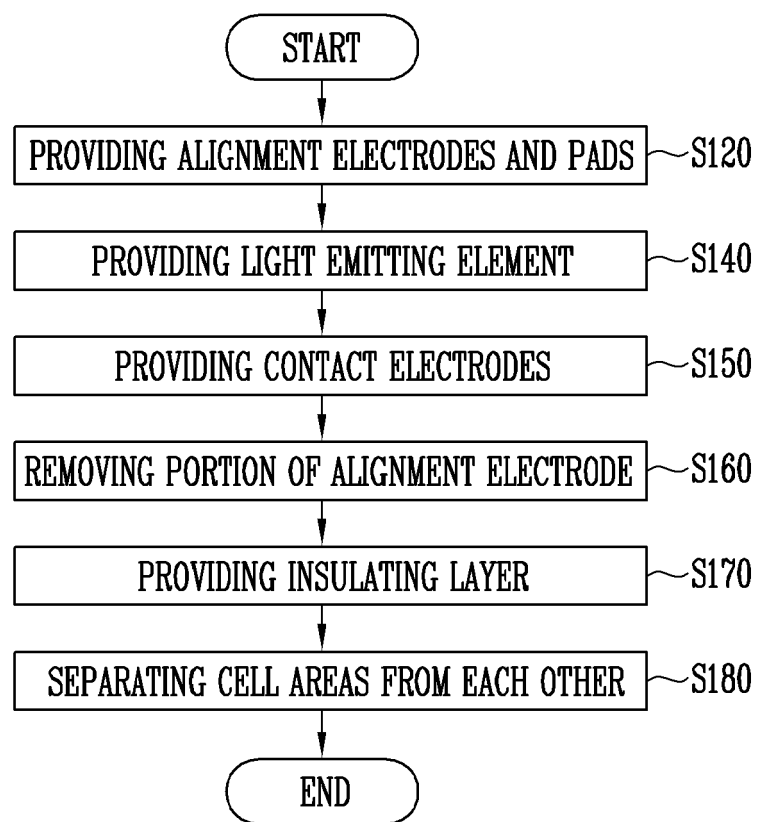 START
PROVIDING ALIGNMENT ELECTRODES AND PADS S120
PROVIDING LIGHT EMITTING ELEMENT S140
PROVIDING CONTACT ELECTRODES S150
REMOVING PORTION OF ALIGNMENT ELECTRODE S160
PROVIDING INSULATING LAYER S170
SEPARATING CELL AREAS FROM EACH OTHER S180
END